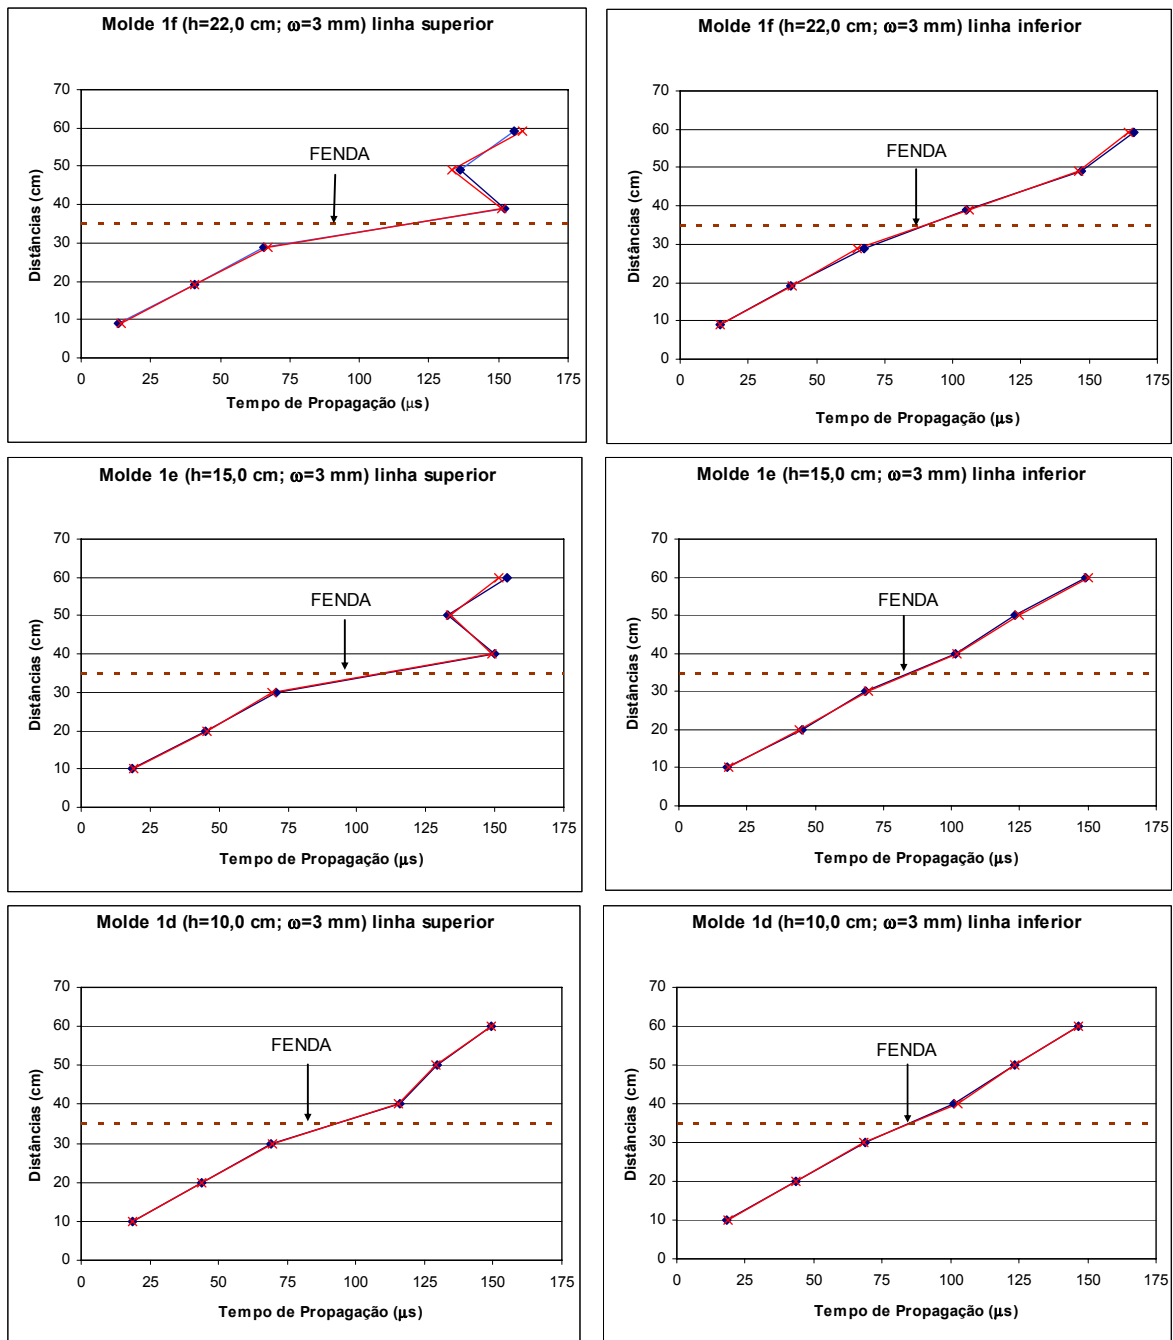 Molde 1f (h=22,0 cm; ω=3 mm) linha superior
70
60
50
40
30
20
10
0
Distâncias (cm)
FENDA
0 25 50 75 100 125 150 175
Tempo de Propagação (μs)
Molde 1f (h=22,0 cm; ω=3 mm) linha inferior
70
60
50
40
30
20
10
0
Distâncias (cm)
FENDA
0 25 50 75 100 125 150 175
Tempo de Propagação (μs)
Molde 1e (h=15,0 cm; ω=3 mm) linha superior
70
60
50
40
30
20
10
0
Distâncias (cm)
FENDA
0 25 50 75 100 125 150 175
Tempo de Propagação (μs)
Molde 1e (h=15,0 cm; ω=3 mm) linha inferior
70
60
50
40
30
20
10
0
Distâncias (cm)
FENDA
0 25 50 75 100 125 150 175
Tempo de Propagação (μs)
Molde 1d (h=10,0 cm; ω=3 mm) linha superior
70
60
50
40
30
20
10
0
Distâncias (cm)
FENDA
0 25 50 75 100 125 150 175
Tempo de Propagação (μs)
Molde 1d (h=10,0 cm; ω=3 mm) linha inferior
70
60
50
40
30
20
10
0
Distâncias (cm)
FENDA
0 25 50 75 100 125 150 175
Tempo de Propagação (μs)